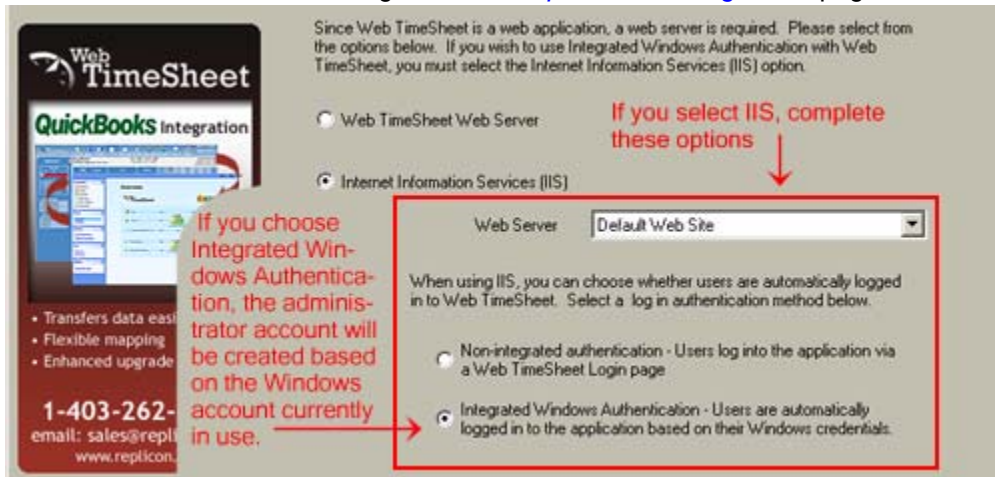 Since Web TimeSheet is a web application, a web server is required.  Please select from
the options below.  If you wish to use Integrated Windows Authentication with Web
TimeSheet, you must select the Internet Information Services (IIS) option.
Web
TimeSheet
QuickBooks Integration
• Transfers data easi
• Flexible mapping
• Enhanced upgrade
1-403-262-
email: sales@repli
www.replicon.
Web TimeSheet Web Server
If you select IIS, complete
these options
Internet Information Services (IIS)
Web Server
Default Web Site
If you choose
Integrated Win-
dows Authentica-
tion, the adminis-
trator account will
be created based
on the Windows
account currently
in use.
When using IIS, you can choose whether users are automatically logged
in to Web TimeSheet.  Select a  log in authentication method below.
Non-integrated authentication - Users log into the application via
a Web TimeSheet Login page
Integrated Windows Authentication - Users are automatically
logged in to the application based on their Windows credentials.